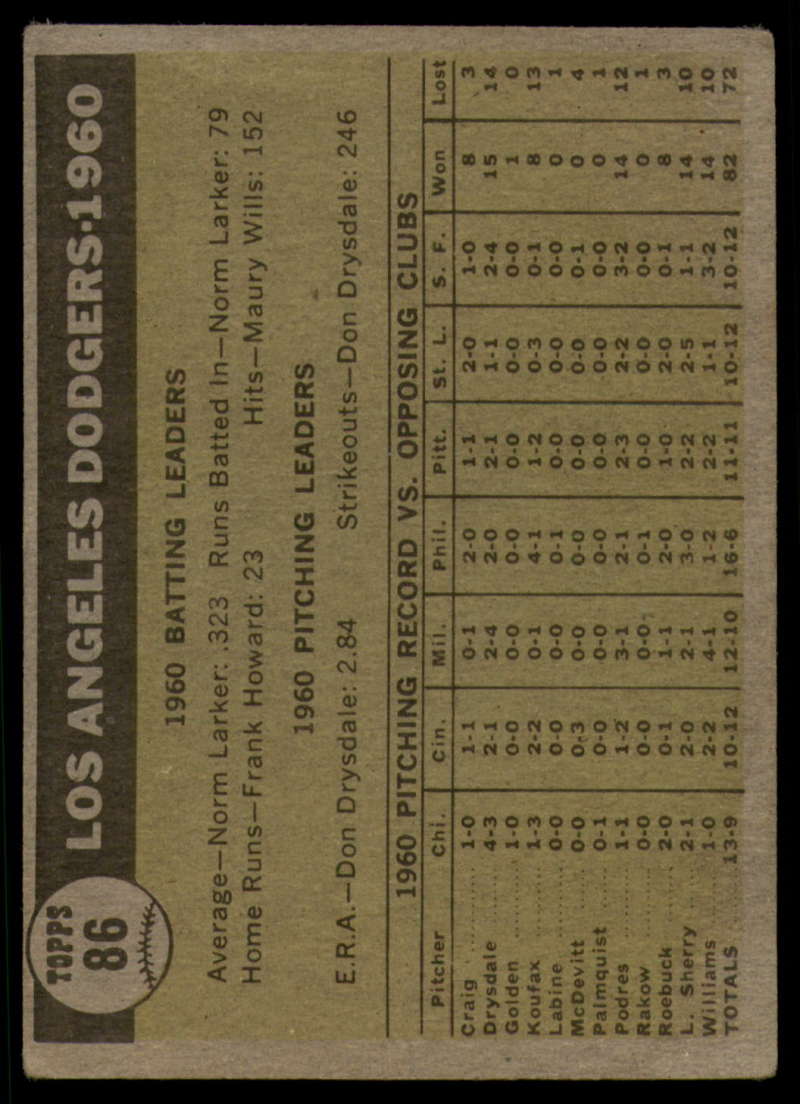 TOPPS
86
LOS ANGELES DODGERS·1960
1960 BATTING LEADERS
Average—Norm Larker: .323 Runs Batted In—Norm Larker: 79
Home Runs—Frank Howard: 23 Hits—Maury Wills: 152
1960 PITCHING LEADERS
E.R.A.—Don Drysdale: 2.84 Strikeouts—Don Drysdale: 246
1960 PITCHING RECORD VS. OPPOSING CLUBS
Pitcher Chi. Cin. Mil. Phil. Pitt. St. L. S. F. Won Lost
Craig 1-0 1-1 0-1 2-0 1-1 2-0 1-0 8 3
Drysdale 4-3 2-1 2-4 2-0 2-1 1-1 2-4 15 14
Golden 1-0 0-0 0-0 0-0 0-0 0-0 0-0 1 0
Koufax 1-3 2-2 0-1 4-1 1-2 0-3 0-1 8 13
Labine 0-0 0-0 0-0 0-1 0-0 0-0 0-0 0 1
McDevitt 0-0 0-3 0-0 0-0 0-0 0-0 0-1 0 4
Palmquist 0-1 0-0 0-0 0-0 0-0 0-0 0-0 0 1
Podres 1-1 1-2 3-1 2-1 2-3 2-2 3-2 14 12
Rakow 0-0 0-0 0-0 0-1 0-0 0-0 0-0 0 1
Roebuck 2-0 0-1 1-1 2-0 1-0 2-0 0-1 8 3
L. Sherry 2-1 2-0 2-1 3-0 2-2 2-5 1-1 14 10
Williams 1-0 2-2 4-1 1-2 2-2 1-1 3-2 14 10
TOTALS 13-9 10-12 12-10 16-6 11-11 10-12 10-12 82 72